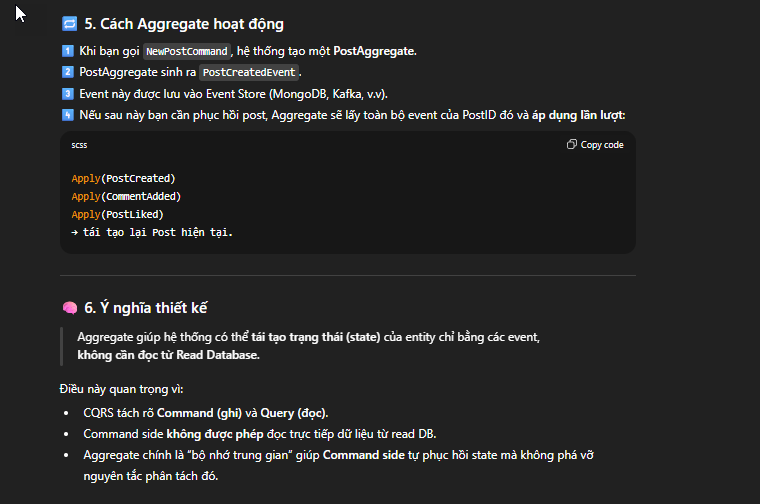 🔁 5. Cách Aggregate hoạt động
1️⃣ Khi bạn gọi NewPostCommand, hệ thống tạo một PostAggregate.
2️⃣ PostAggregate sinh ra PostCreatedEvent.
3️⃣ Event này được lưu vào Event Store (MongoDB, Kafka, v.v).
4️⃣ Nếu sau này bạn cần phục hồi post, Aggregate sẽ lấy toàn bộ event của PostID đó và áp dụng lần lượt:
scss
Copy code
Apply(PostCreated)
Apply(CommentAdded)
Apply(PostLiked)
→ tái tạo lại Post hiện tại.
🧠 6. Ý nghĩa thiết kế
Aggregate giúp hệ thống có thể tái tạo trạng thái (state) của entity chỉ bằng các event,
không cần đọc từ Read Database.
Điều này quan trọng vì:
• CQRS tách rõ Command (ghi) và Query (đọc).
• Command side không được phép đọc trực tiếp dữ liệu từ read DB.
• Aggregate chính là "bộ nhớ trung gian" giúp Command side tự phục hồi state mà không phá vỡ
nguyên tắc phân tách đó.